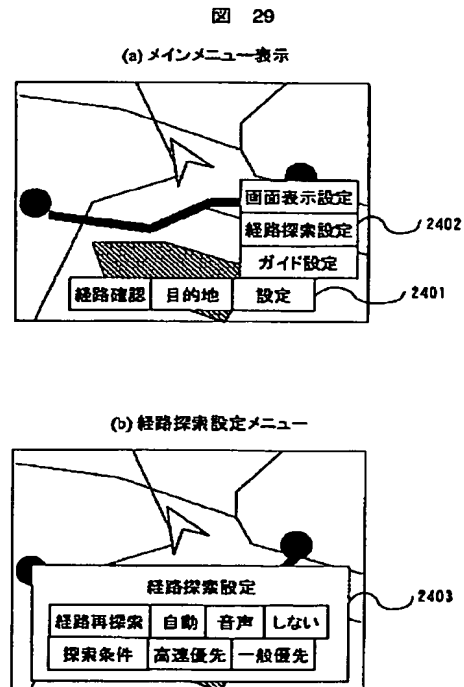 図 29
(a) メインメニュー表示
画面表示設定
経路探索設定
2402
ガイド設定
経路確認 目的地 設定
2401
(b) 経路探索設定メニュー
経路探索設定
2403
経路再探索 自動 音声 しない
探索条件 高速優先 一般優先